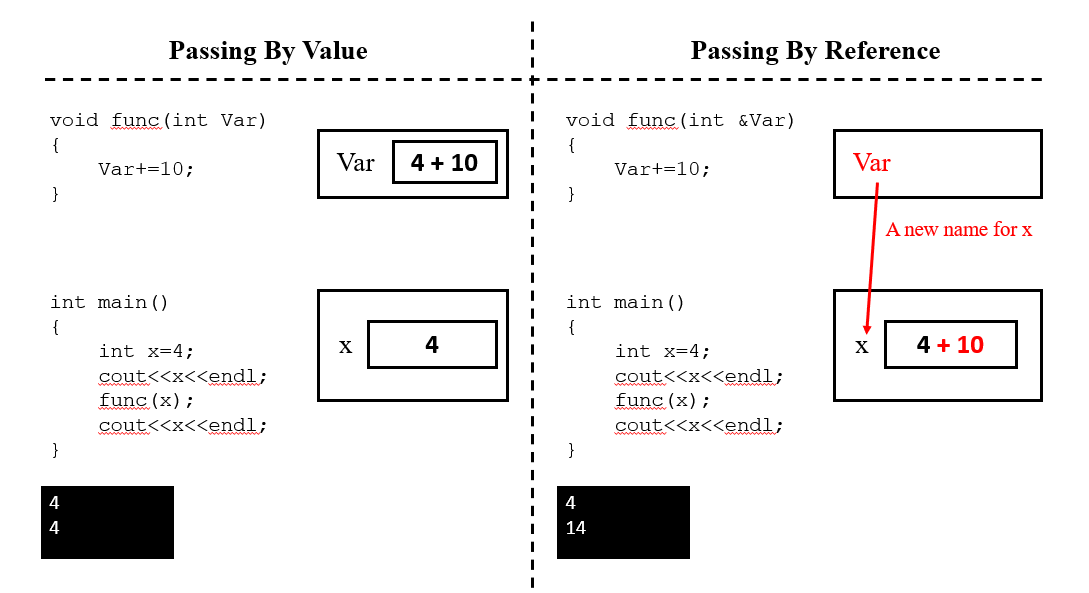 Passing By Value
void func(int Var)
{
Var+=10;
}
Var 4 + 10
int main()
{
int x=4;
cout<<x<<endl;
func(x);
cout<<x<<endl;
}
x 4
4
4
Passing By Reference
void func(int &Var)
{
Var+=10;
}
Var
A new name for x
int main()
{
int x=4;
cout<<x<<endl;
func(x);
cout<<x<<endl;
}
x 4 + 10
4
14